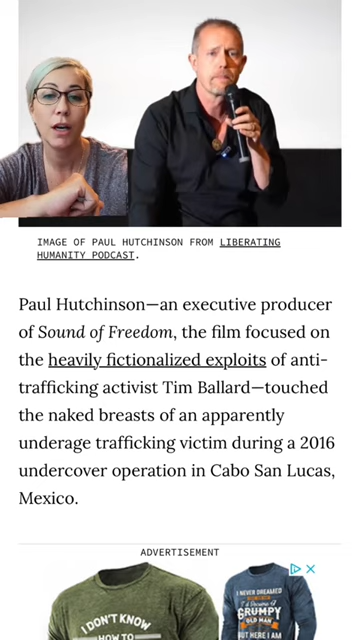 IMAGE OF PAUL HUTCHINSON FROM LIBERATING
HUMANITY PODCAST.
Paul Hutchinson—an executive producer
of Sound of Freedom, the film focused on
the heavily fictionalized exploits of anti-
trafficking activist Tim Ballard—touched
the naked breasts of an apparently
underage trafficking victim during a 2016
undercover operation in Cabo San Lucas,
Mexico.
ADVERTISEMENT
I DON'T KNOW
HOW TO
I NEVER DREAMED
GRUMPY
OLD MAN
BUT HERE I AM